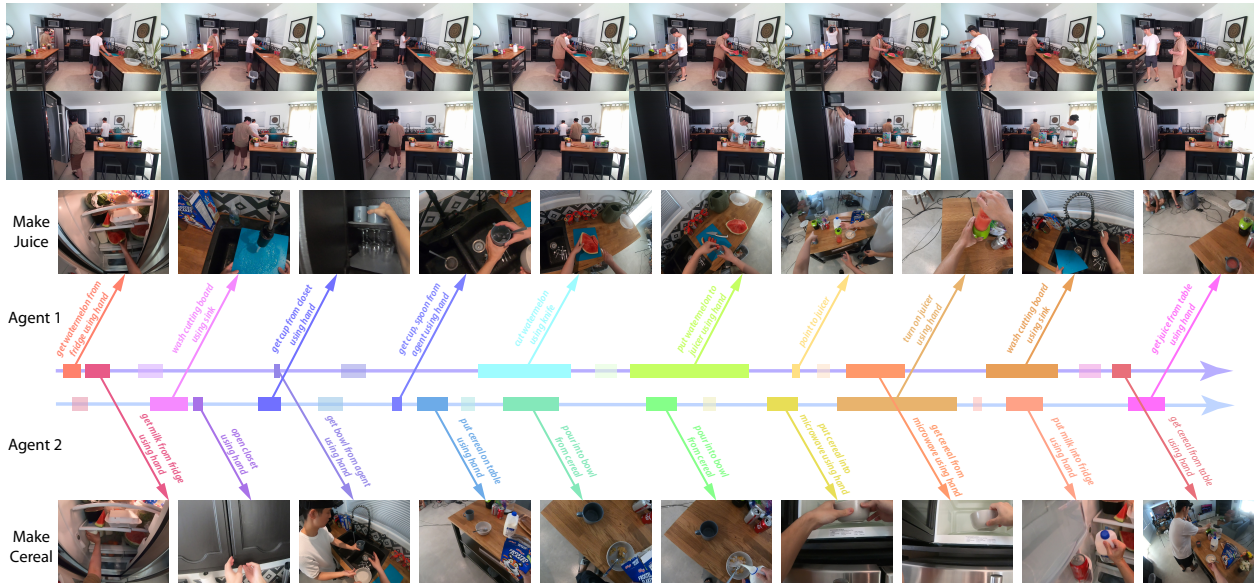 Make
Juice
Agent 1
get watermelon from
fridge using hand
wash cutting board
using sink
get cup from closet
using hand
get cup, spoon from
agent using hand
cut watermelon
using knife
put watermelon to
juicer using hand
point to juicer
turn on juicer
using hand
wash cutting board
using sink
get juice from table
using hand
Agent 2
get milk from fridge
using hand
open closet
using hand
get bowl from agent
using hand
put cereal on table
using hand
pour into bowl
from cereal
pour into bowl
from cereal
put cereal into
microwave using hand
get cereal from
microwave using hand
put milk into fridge
using hand
get cereal from table
using hand
Make
Cereal